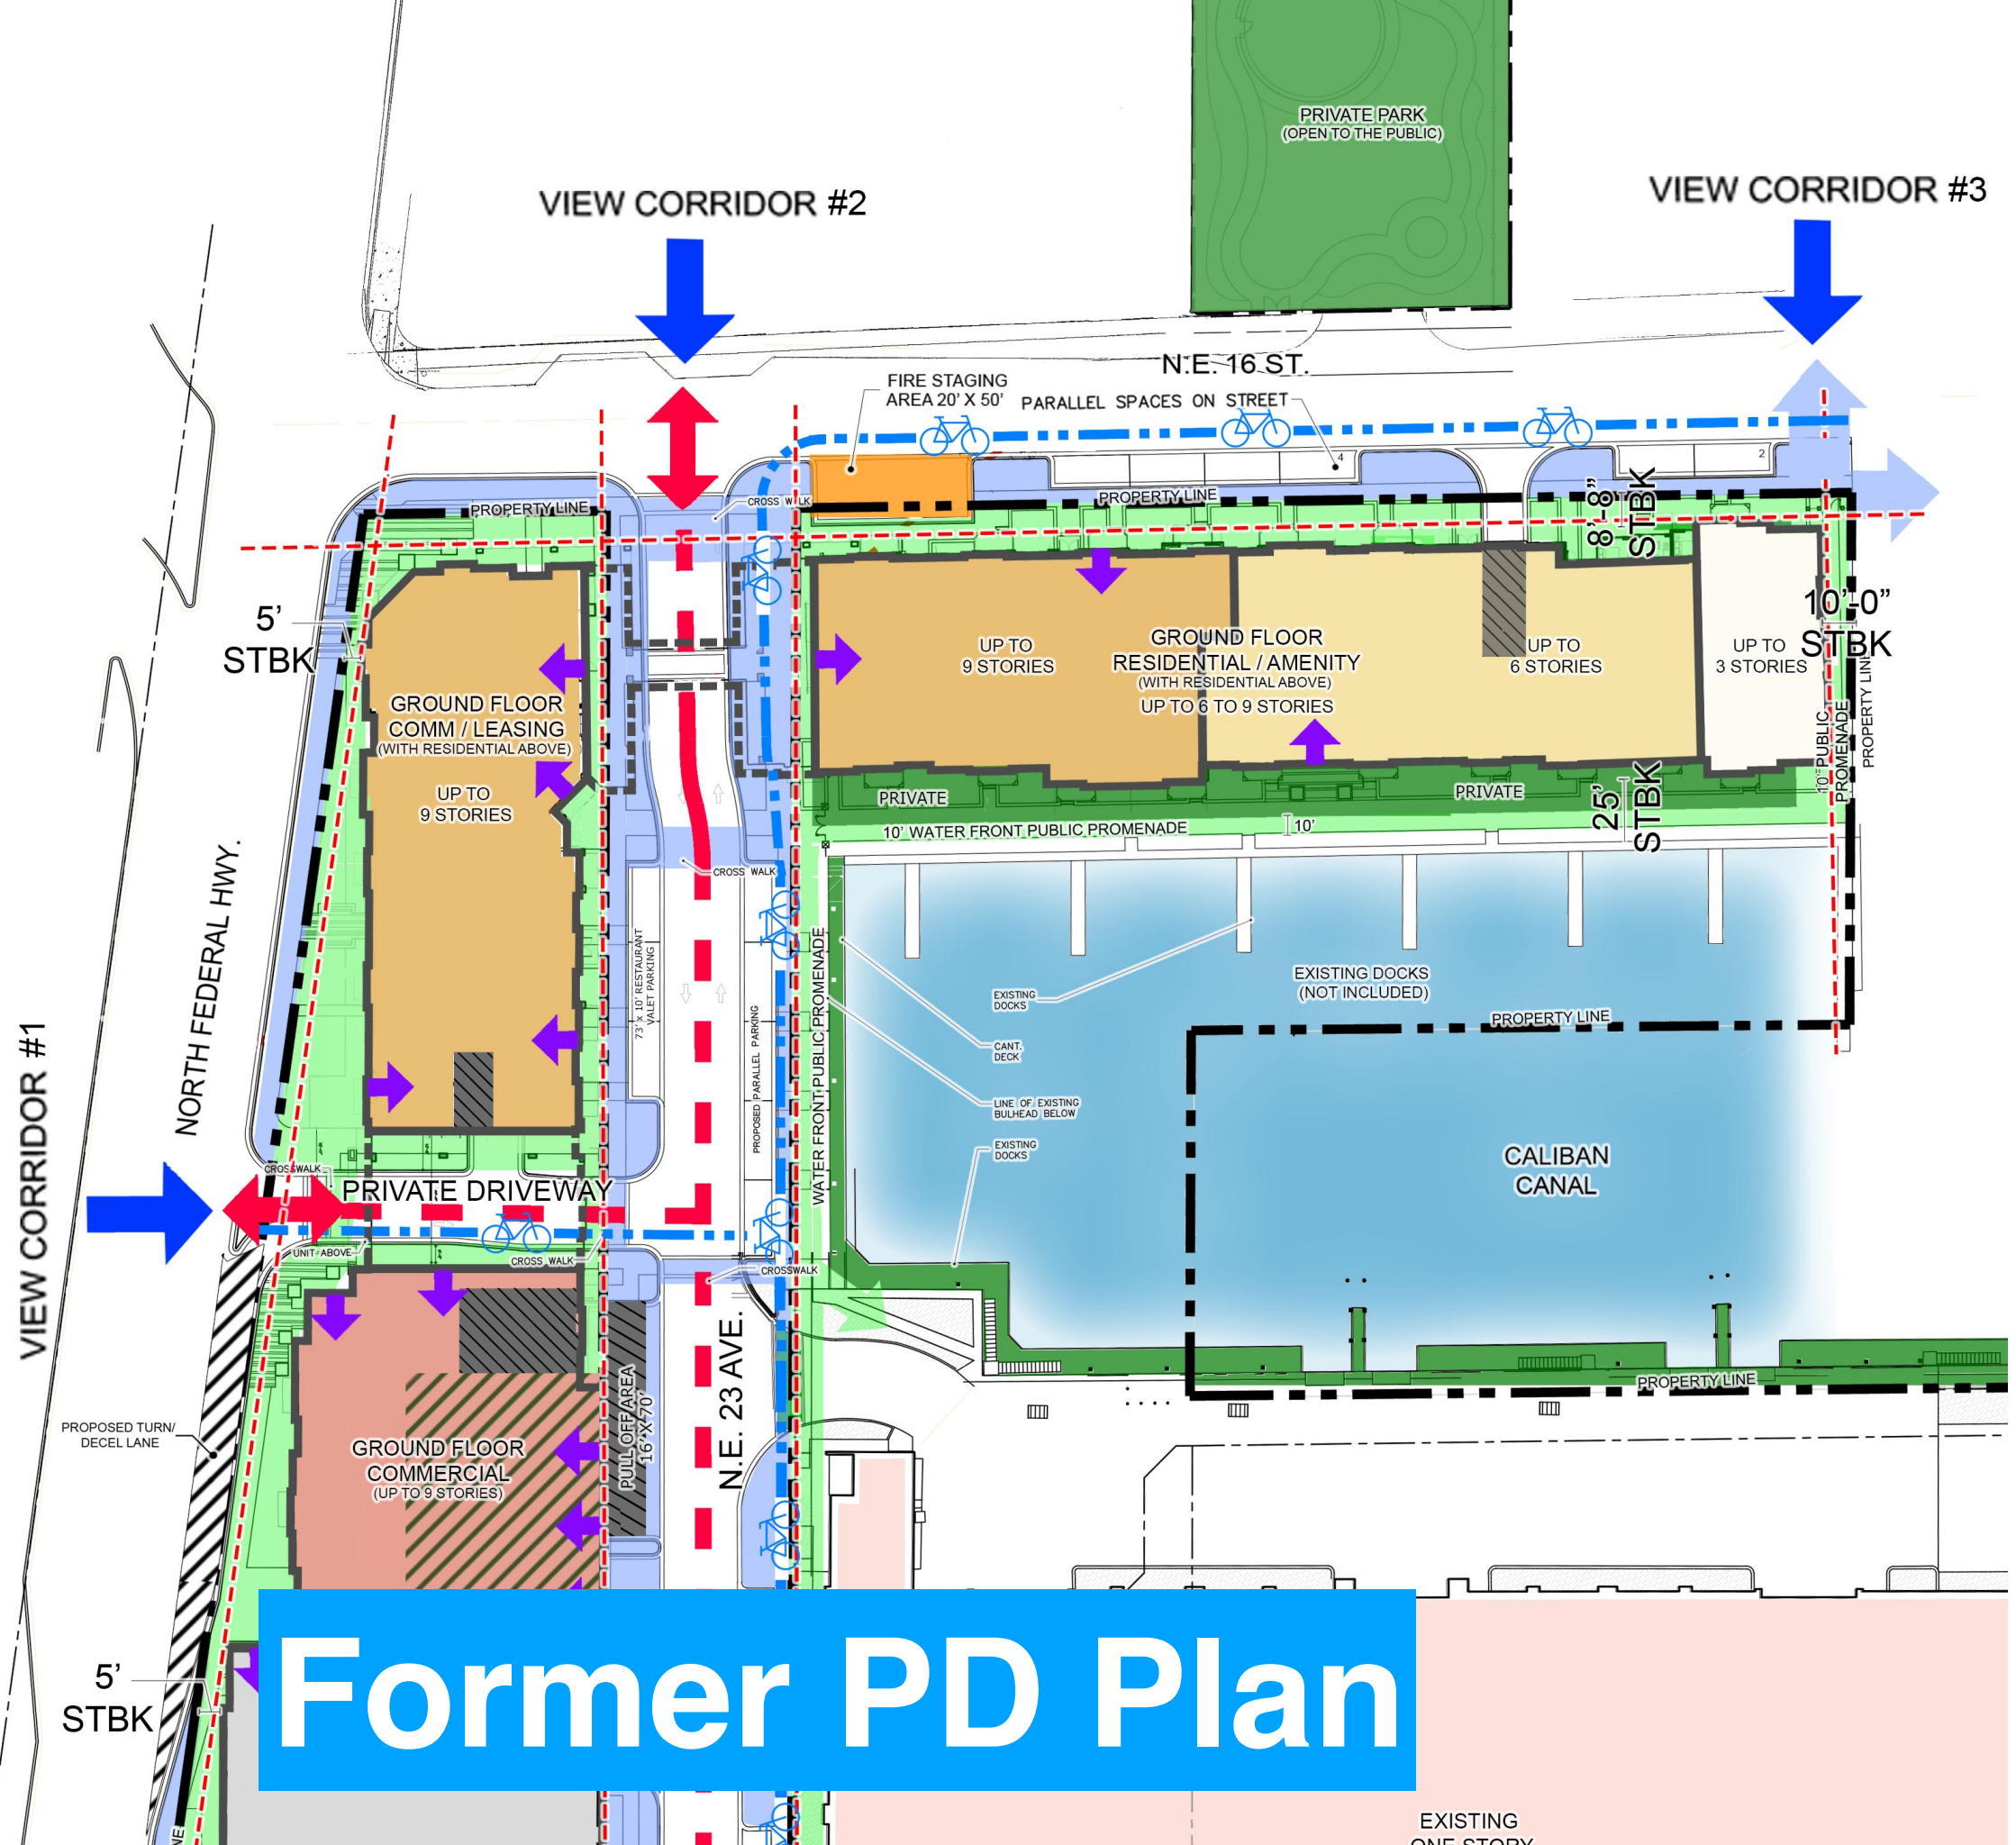 PRIVATE PARK
(OPEN TO THE PUBLIC)
VIEW CORRIDOR #2
VIEW CORRIDOR #3
N.E. 16 ST.
FIRE STAGING
AREA 20' X 50'
PARALLEL SPACES ON STREET
4
2
PROPERTY LINE
CROSS WALK
PROPERTY LINE
8'-8"
STBK
5'
STBK
10'-0"
STBK
UP TO
9 STORIES
GROUND FLOOR
RESIDENTIAL / AMENITY
(WITH RESIDENTIAL ABOVE)
UP TO 6 TO 9 STORIES
UP TO
6 STORIES
UP TO
3 STORIES
PROPERTY LINE
10' PUBLIC
PROMENADE
GROUND FLOOR
COMM / LEASING
(WITH RESIDENTIAL ABOVE)
UP TO
9 STORIES
PRIVATE
PRIVATE
25'
STBK
10' WATER FRONT PUBLIC PROMENADE
10'
CROSS WALK
NORTH FEDERAL HWY.
73' X 10' RESTAURANT
VALET PARKING
PROPOSED PARALLEL PARKING
WATER FRONT PUBLIC PROMENADE
EXISTING
DOCKS
EXISTING DOCKS
(NOT INCLUDED)
PROPERTY LINE
CANT.
DECK
LINE OF EXISTING
BULHEAD BELOW
EXISTING
DOCKS
CALIBAN
CANAL
VIEW CORRIDOR #1
CROSSWALK
PRIVATE DRIVEWAY
UNIT ABOVE
CROSS WALK
CROSSWALK
N.E. 23 AVE.
PULL OFF AREA
16' X 70'
PROPERTY LINE
PROPOSED TURN/
DECEL LANE
GROUND FLOOR
COMMERCIAL
(UP TO 9 STORIES)
5'
STBK
Former PD Plan
EXISTING
ONE STORY